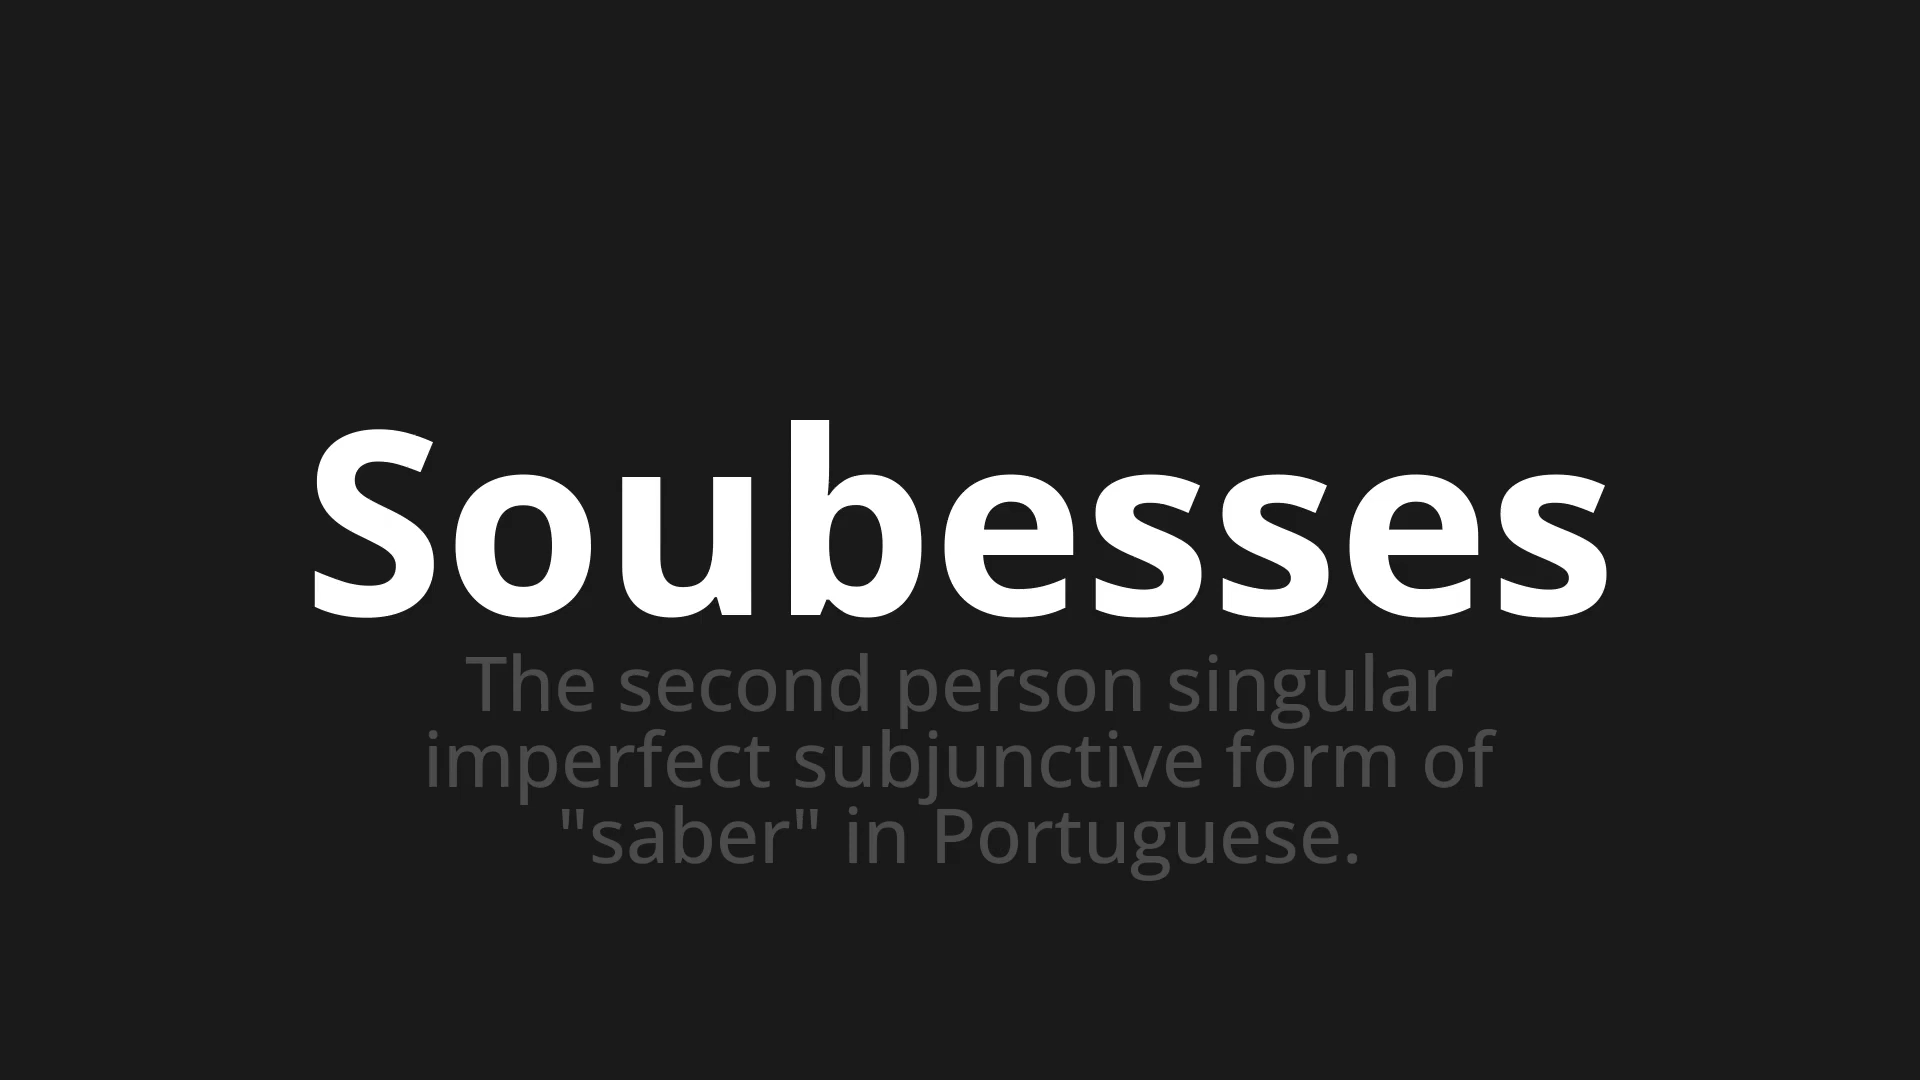 Soubesses
The second person singular
imperfect subjunctive form of
"saber" in Portuguese.